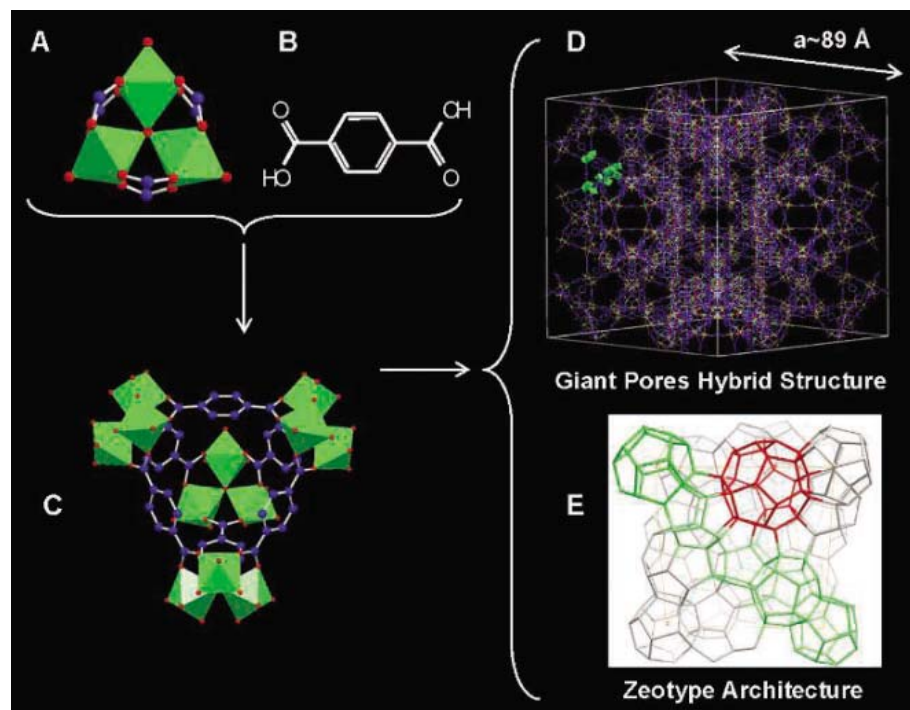 A
B
O
OH
HO
O
D
a~89 Å
Giant Pores Hybrid Structure
C
E
Zeotype Architecture